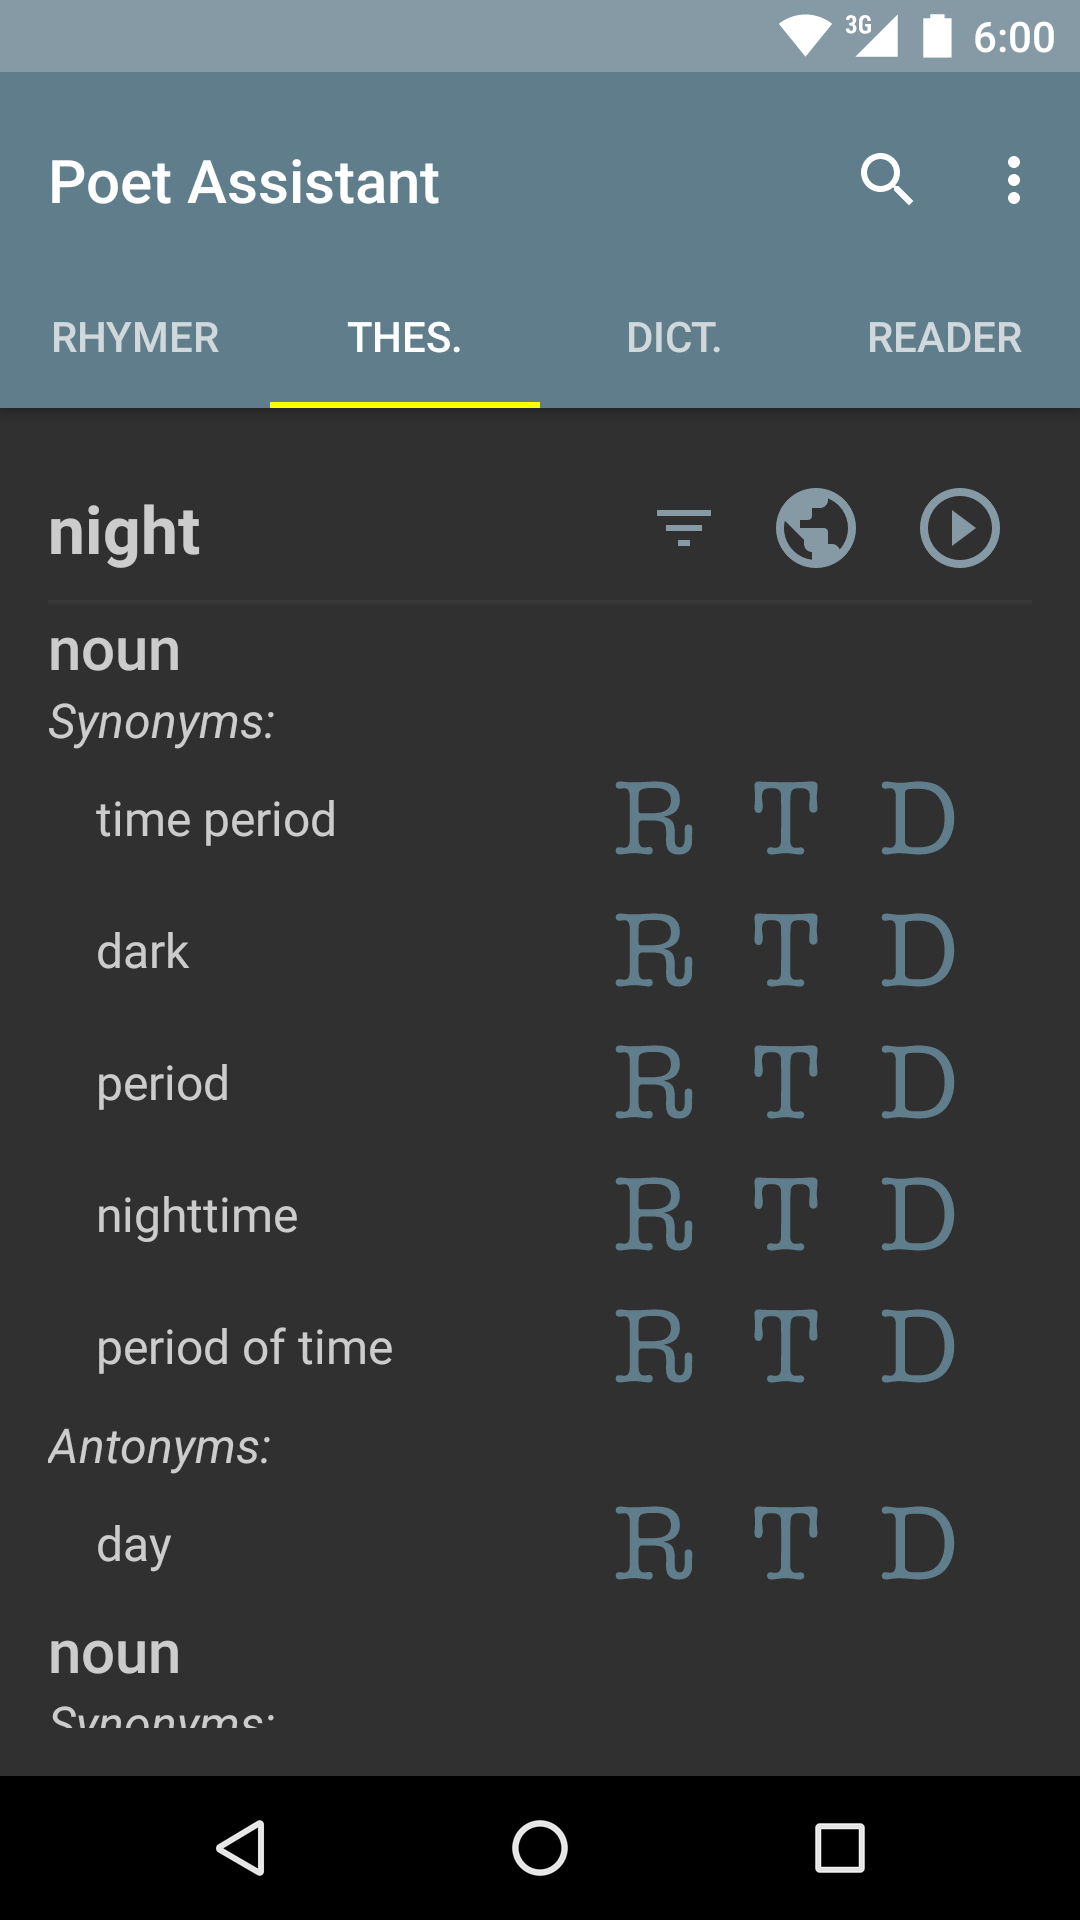 3G 6:00
Poet Assistant
RHYMER THES. DICT. READER
night
noun
Synonyms:
time period R T D
dark R T D
period R T D
nighttime R T D
period of time R T D
Antonyms:
day R T D
noun
Synonyms: